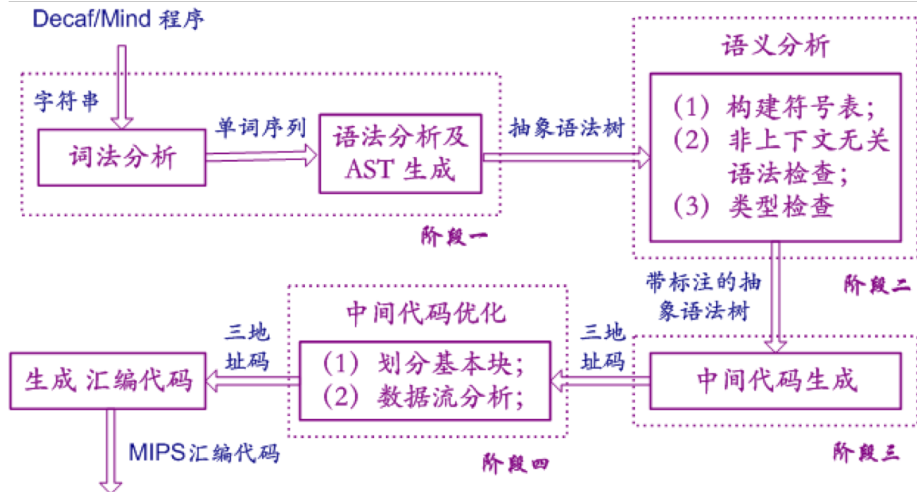 Decaf/Mind 程序
字符串
词法分析
单词序列
语法分析及
AST 生成
阶段一
抽象语法树
语义分析
(1) 构建符号表;
(2) 非上下文无关
语法检查;
(3) 类型检查
阶段二
带标注的抽
象语法树
中间代码生成
阶段三
三地
址码
中间代码优化
(1) 划分基本块;
(2) 数据流分析;
阶段四
三地
址码
生成 汇编代码
MIPS汇编代码